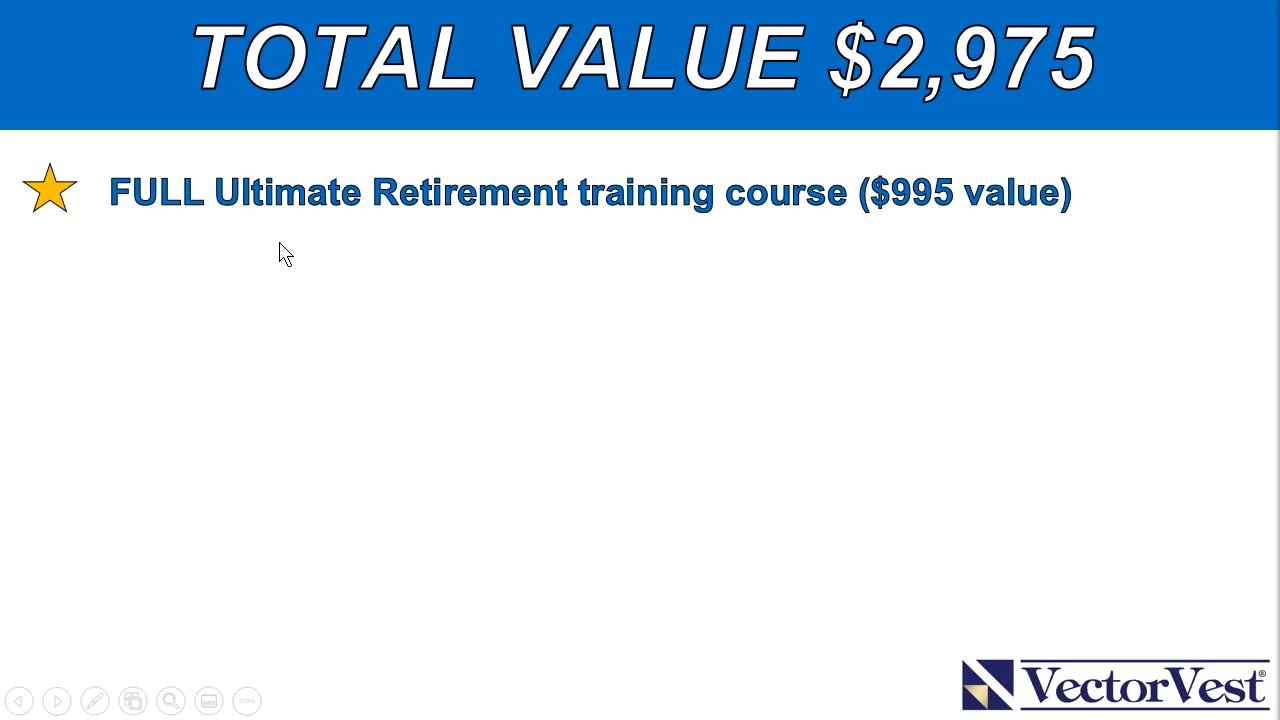 TOTAL VALUE $2,975
FULL Ultimate Retirement training course ($995 value)
VectorVest®